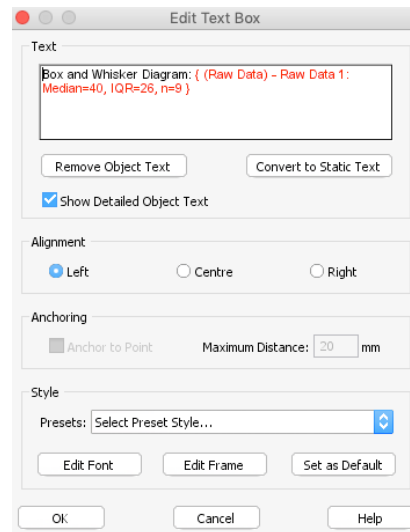 Edit Text Box
Text
Box and Whisker Diagram: { (Raw Data) - Raw Data 1:
Median=40, IQR=26, n=9 }
Remove Object Text
Convert to Static Text
Show Detailed Object Text
Alignment
Left
Centre
Right
Anchoring
Anchor to Point
Maximum Distance: 20 mm
Style
Presets: Select Preset Style...
Edit Font
Edit Frame
Set as Default
OK
Cancel
Help